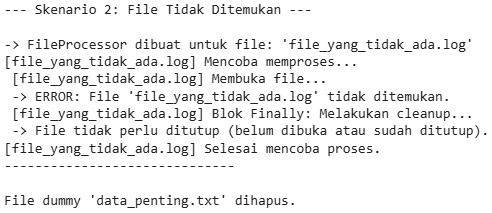 --- Skenario 2: File Tidak Ditemukan ---
-> FileProcessor dibuat untuk file: 'file_yang_tidak_ada.log'
[file_yang_tidak_ada.log] Mencoba memproses...
[file_yang_tidak_ada.log] Membuka file...
-> ERROR: File 'file_yang_tidak_ada.log' tidak ditemukan.
[file_yang_tidak_ada.log] Blok Finally: Melakukan cleanup...
-> File tidak perlu ditutup (belum dibuka atau sudah ditutup).
[file_yang_tidak_ada.log] Selesai mencoba proses.
------------------------------
File dummy 'data_penting.txt' dihapus.